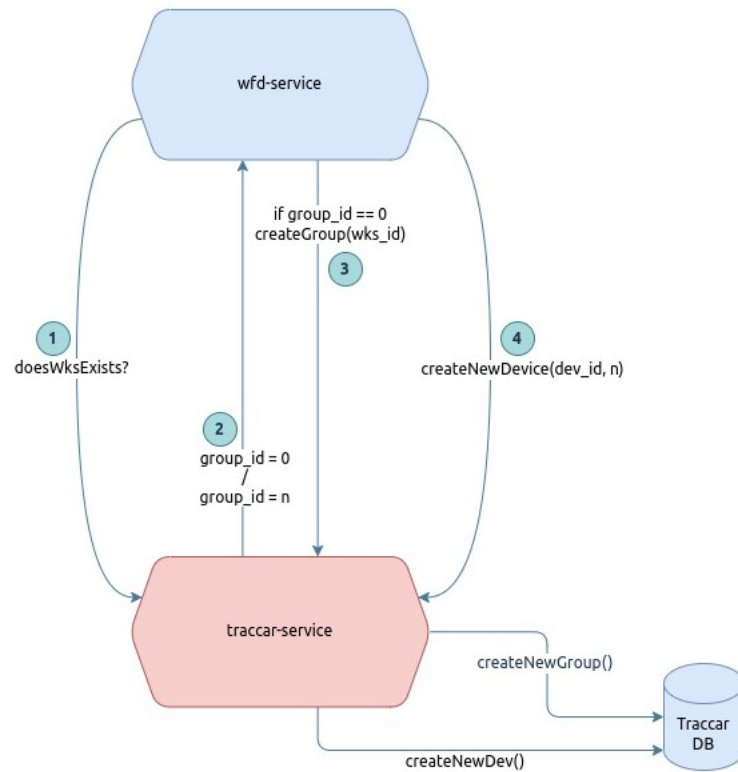 wfd-service
if group_id == 0
createGroup(wks_id)
3
1
doesWksExists?
4
createNewDevice(dev_id, n)
2
group_id = 0
/
group_id = n
traccar-service
createNewGroup()
Traccar
DB
createNewDev()